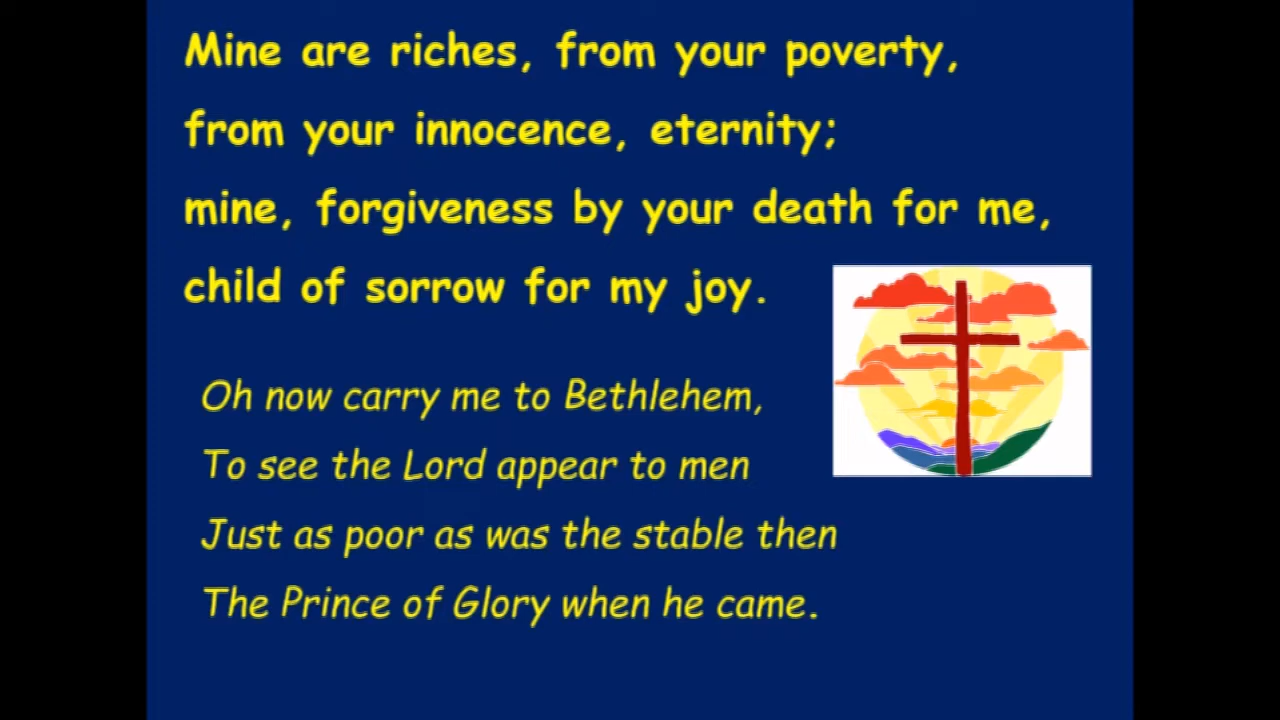 Mine are riches, from your poverty,
from your innocence, eternity;
mine, forgiveness by your death for me,
child of sorrow for my joy.
Oh now carry me to Bethlehem,
To see the Lord appear to men
Just as poor as was the stable then
The Prince of Glory when he came.